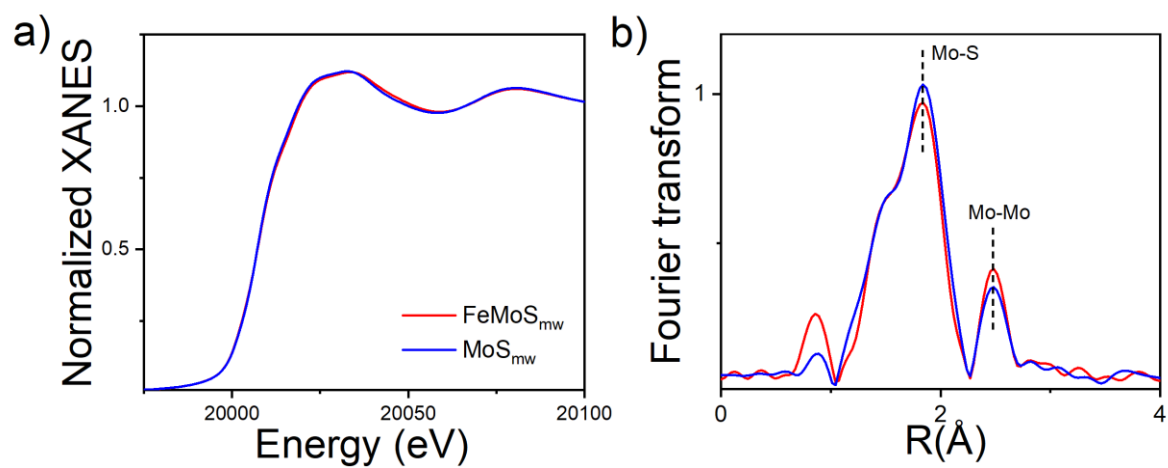 a)
Normalized XANES
1.0
0.5
FeMoS_mw
MoS_mw
20000
20050
20100
Energy (eV)
b)
Fourier transform
1
Mo-S
Mo-Mo
0
2
4
R(Å)